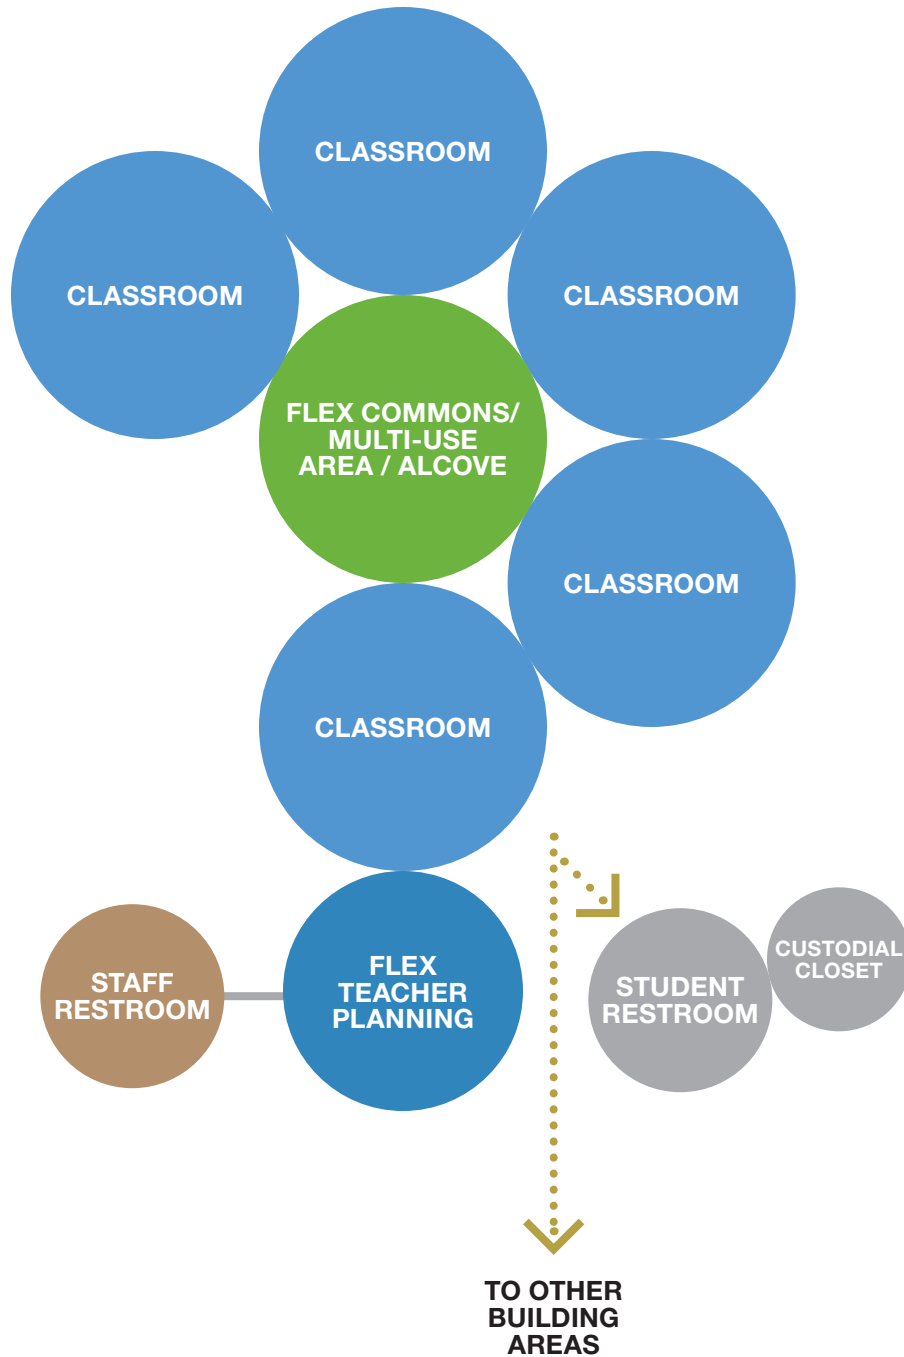 CLASSROOM
CLASSROOM
CLASSROOM
FLEX COMMONS/
MULTI-USE
AREA / ALCOVE
CLASSROOM
CLASSROOM
STAFF
RESTROOM
FLEX
TEACHER
PLANNING
STUDENT
RESTROOM
CUSTODIAL
CLOSET
TO OTHER
BUILDING
AREAS